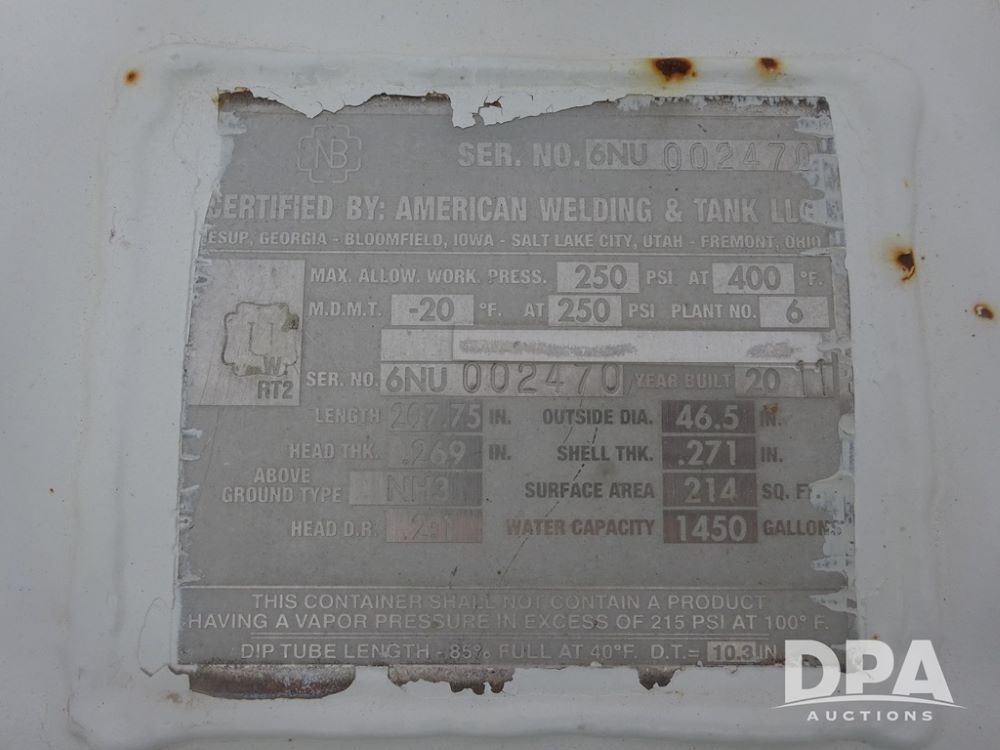 NB
SER. NO. 6NU 002470
CERTIFIED BY: AMERICAN WELDING & TANK LLC
ESUP, GEORGIA - BLOOMFIELD, IOWA - SALT LAKE CITY, UTAH - FREMONT, OHIO
MAX. ALLOW. WORK. PRESS. 250 PSI AT 400 °F.
M.D.M.T. -20 °F. AT 250 PSI PLANT NO. 6
U
W
RT2
SER. NO. 6NU 002470 YEAR BUILT 2011
LENGTH 207.75 IN. OUTSIDE DIA. 46.5 IN.
HEAD THK. .269 IN. SHELL THK. .271 IN.
ABOVE GROUND TYPE NH3 SURFACE AREA 214 SQ. F
HEAD D.R. 2:1 WATER CAPACITY 1450 GALLONS
THIS CONTAINER SHALL NOT CONTAIN A PRODUCT
HAVING A VAPOR PRESSURE IN EXCESS OF 215 PSI AT 100° F.
DIP TUBE LENGTH - 85% FULL AT 40°F. D.T.= 10.3 IN
DPA
AUCTIONS